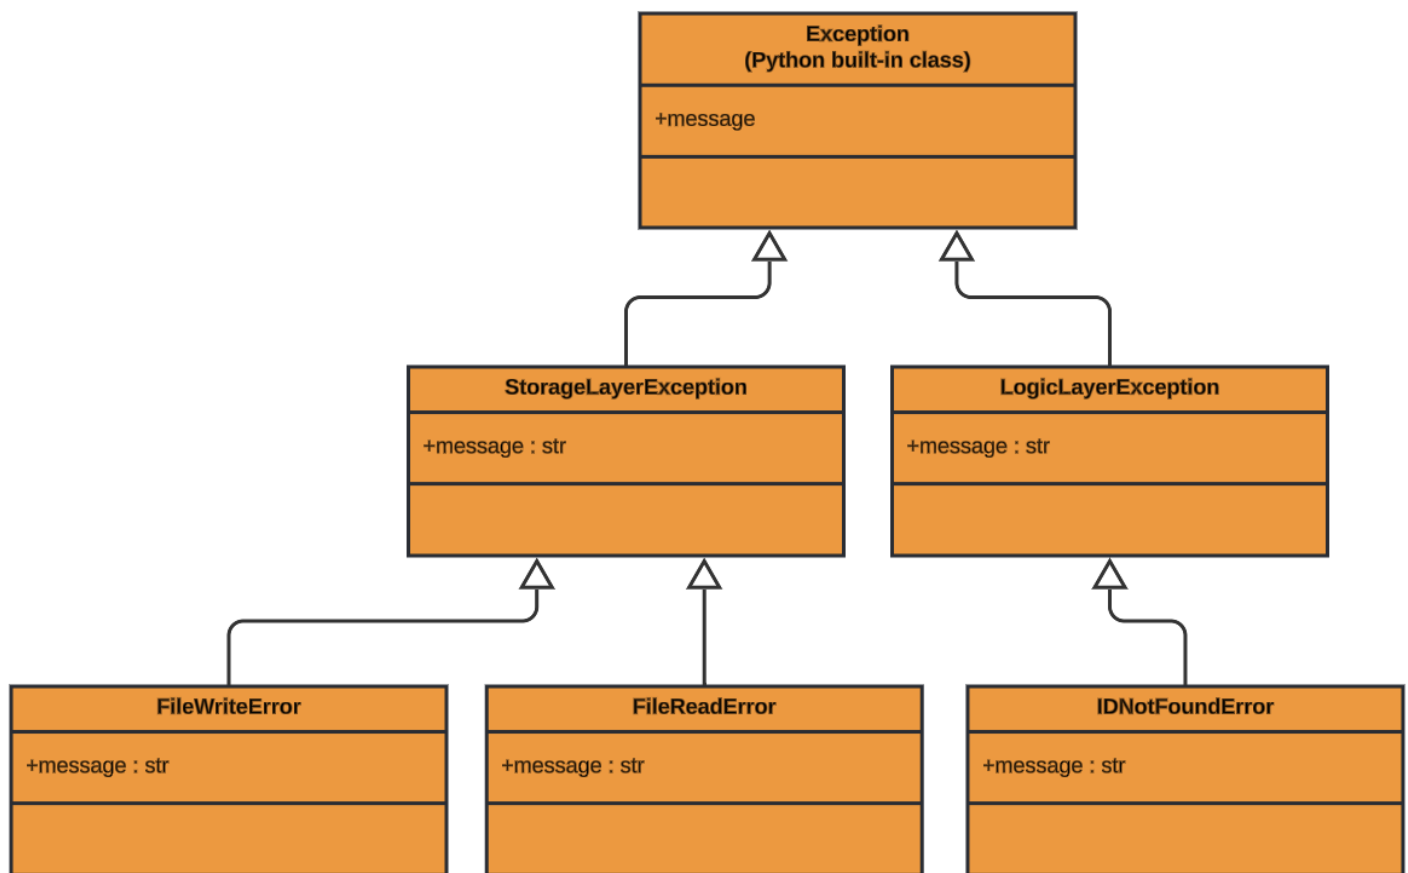 Exception
(Python built-in class)
+message
StorageLayerException
+message : str
LogicLayerException
+message : str
FileWriteError
+message : str
FileReadError
+message : str
IDNotFoundError
+message : str